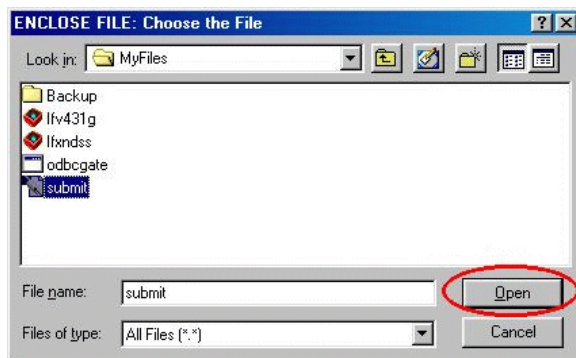 ENCLOSE FILE: Choose the File
Look in: MyFiles
Backup
lfv431g
lfxndss
odbcgate
submit
File name: submit
Open
Files of type: All Files (*.*)
Cancel